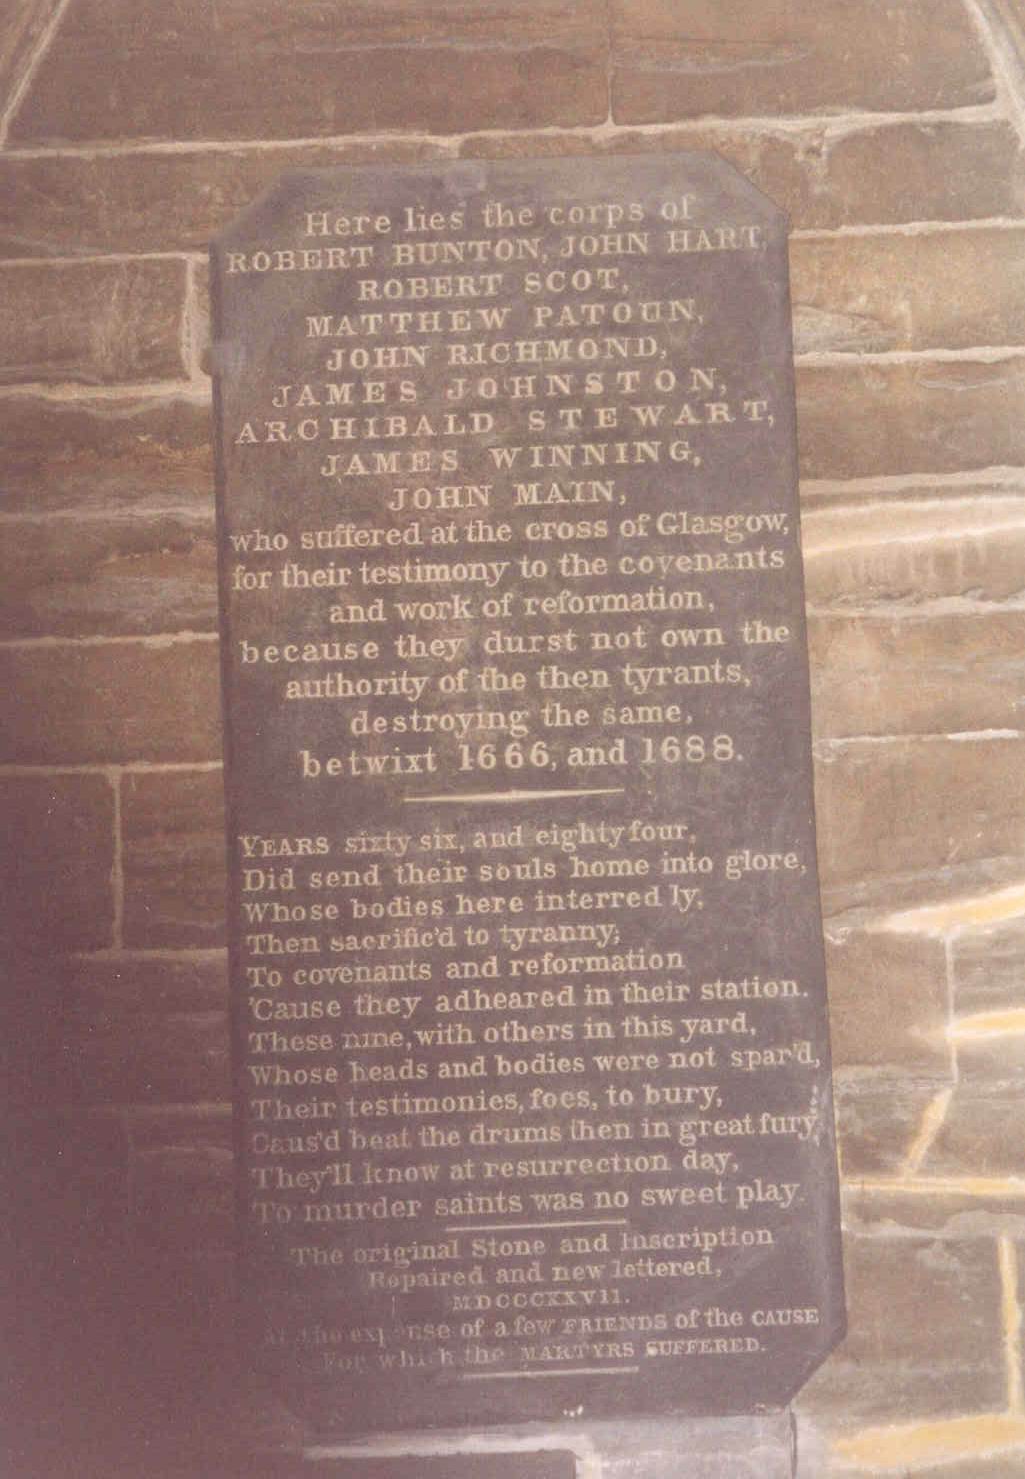 Here lies the corps of
ROBERT BUNTON, JOHN HART,
ROBERT SCOT,
MATTHEW PATOUN,
JOHN RICHMOND,
JAMES JOHNSTON,
ARCHIBALD STEWART,
JAMES WINNING,
JOHN MAIN,
who suffered at the cross of Glasgow,
for their testimony to the covenants
and work of reformation,
because they durst not own the
authority of the then tyrants,
destroying the same,
betwixt 1666, and 1688.
YEARS sixty six, and eighty four,
Did send their souls home into glore,
Whose bodies here interred ly,
Then sacrific'd to tyranny;
To covenants and reformation
'Cause they adheared in their station.
These nine, with others in this yard,
Whose heads and bodies were not spar'd,
Their testimonies, foes, to bury,
Caus'd beat the drums then in great fury,
They'll know at resurrection day,
To murder saints was no sweet play.
The original Stone and Inscription
Repaired and new lettered,
MDCCCXXVII.
At the expense of a few FRIENDS of the CAUSE
For which the MARTYRS SUFFERED.